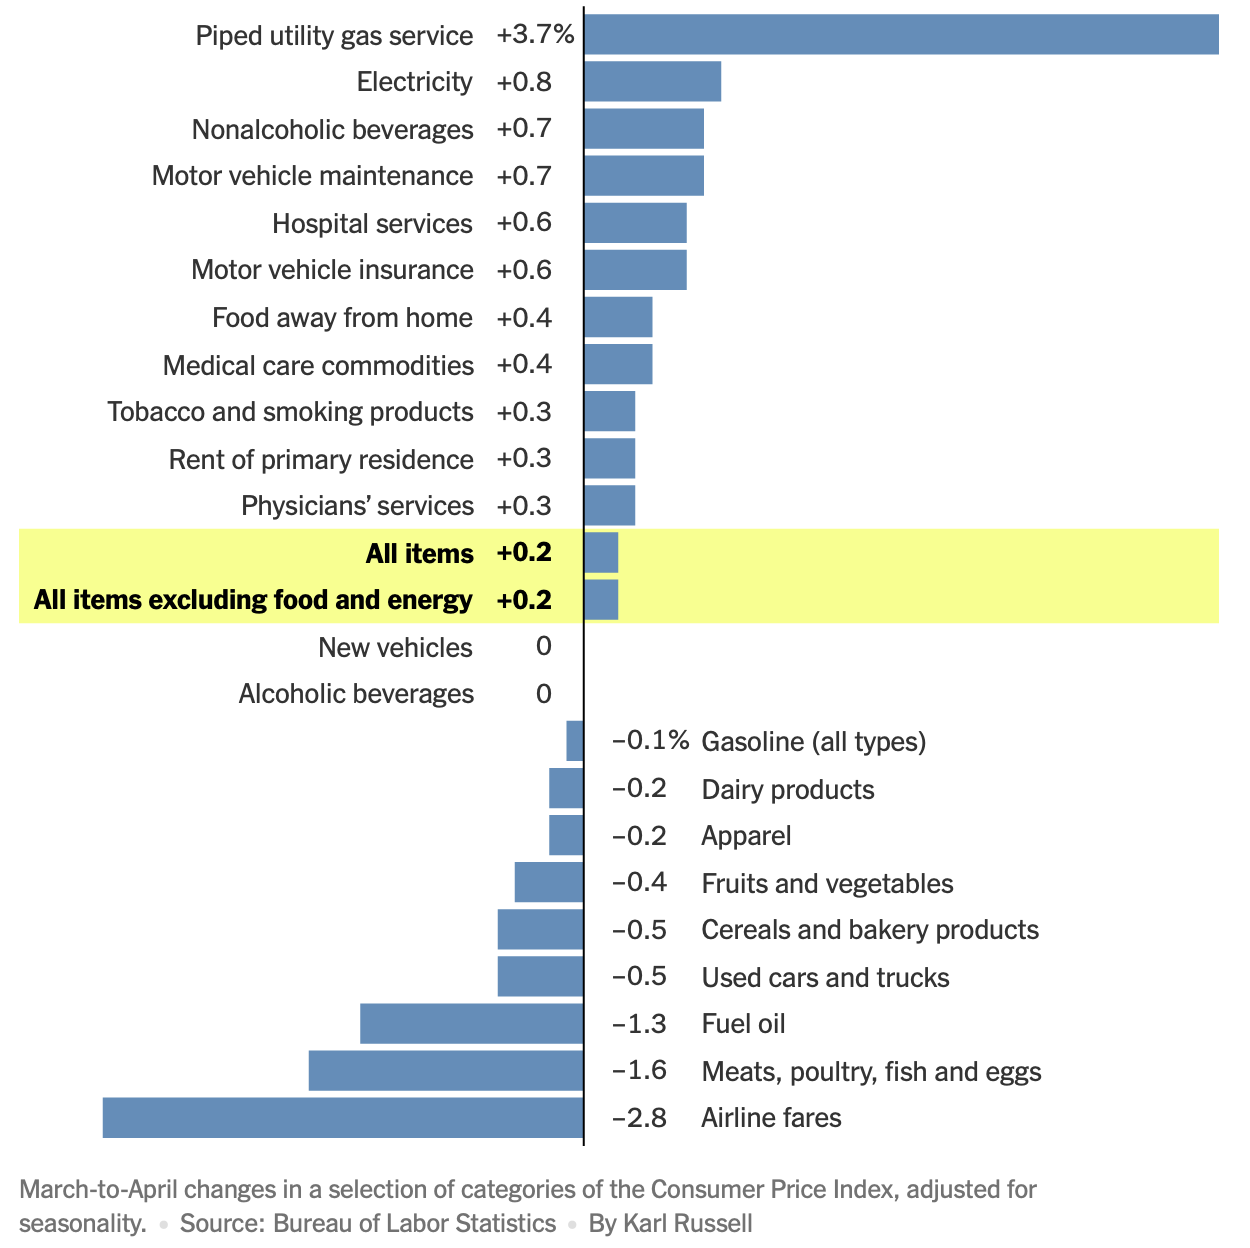 Piped utility gas service +3.7%
Electricity +0.8
Nonalcoholic beverages +0.7
Motor vehicle maintenance +0.7
Hospital services +0.6
Motor vehicle insurance +0.6
Food away from home +0.4
Medical care commodities +0.4
Tobacco and smoking products +0.3
Rent of primary residence +0.3
Physicians’ services +0.3
All items +0.2
All items excluding food and energy +0.2
New vehicles 0
Alcoholic beverages 0
−0.1% Gasoline (all types)
−0.2 Dairy products
−0.2 Apparel
−0.4 Fruits and vegetables
−0.5 Cereals and bakery products
−0.5 Used cars and trucks
−1.3 Fuel oil
−1.6 Meats, poultry, fish and eggs
−2.8 Airline fares
March-to-April changes in a selection of categories of the Consumer Price Index, adjusted for
seasonality. • Source: Bureau of Labor Statistics • By Karl Russell